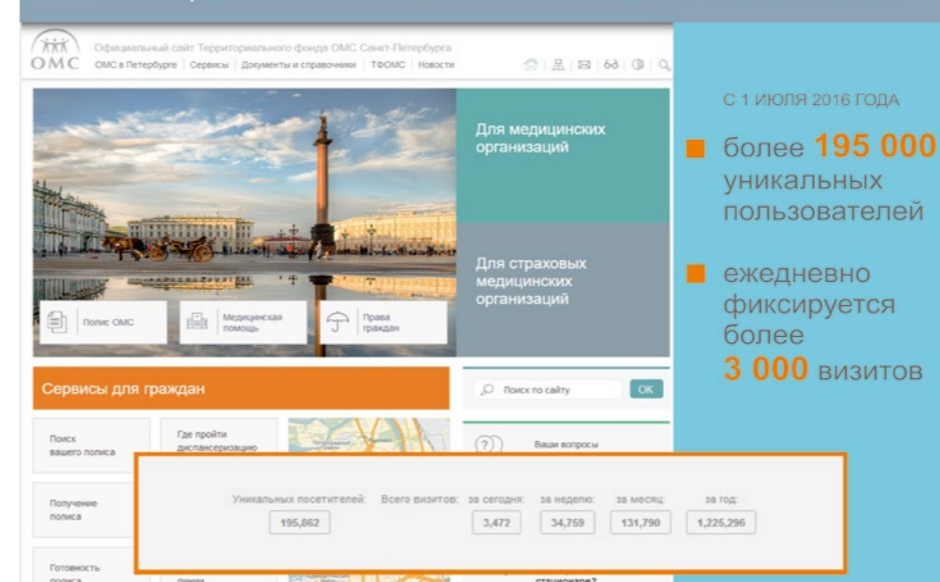 Официальный сайт Территориального фонда ОМС Санкт-Петербурга
ОМС
ОМС в Петербурге | Сервисы | Документы и справочники | ТФОМС | Новости
Для медицинских
организаций
Для страховых
медицинских
организаций
Полис ОМС
Медицинская
помощь
Права
граждан
Сервисы для граждан
Поиск по сайту
ОК
Поиск
вашего полиса
Где пройти
диспансеризацию
Ваши вопросы
Получение
полиса
Готовность
полиса
линии
стационаре?
Уникальных посетителей: Всего визитов: за сегодня: за неделю: за месяц: за год:
195,862 3,472 34,759 131,790 1,225,296
С 1 ИЮЛЯ 2016 ГОДА
более 195 000
уникальных
пользователей
ежедневно
фиксируется
более
3 000 визитов